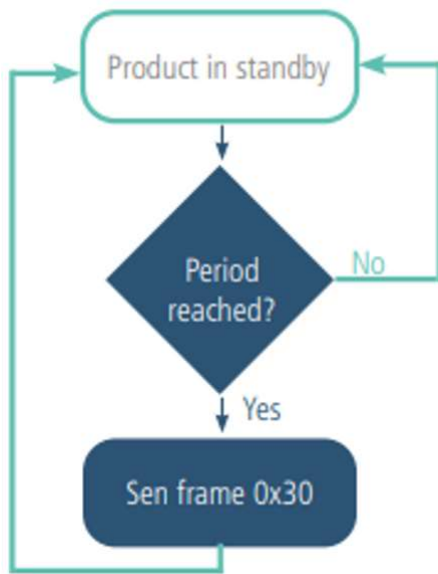 Product in standby
Period
reached?
No
Yes
Sen frame 0x30